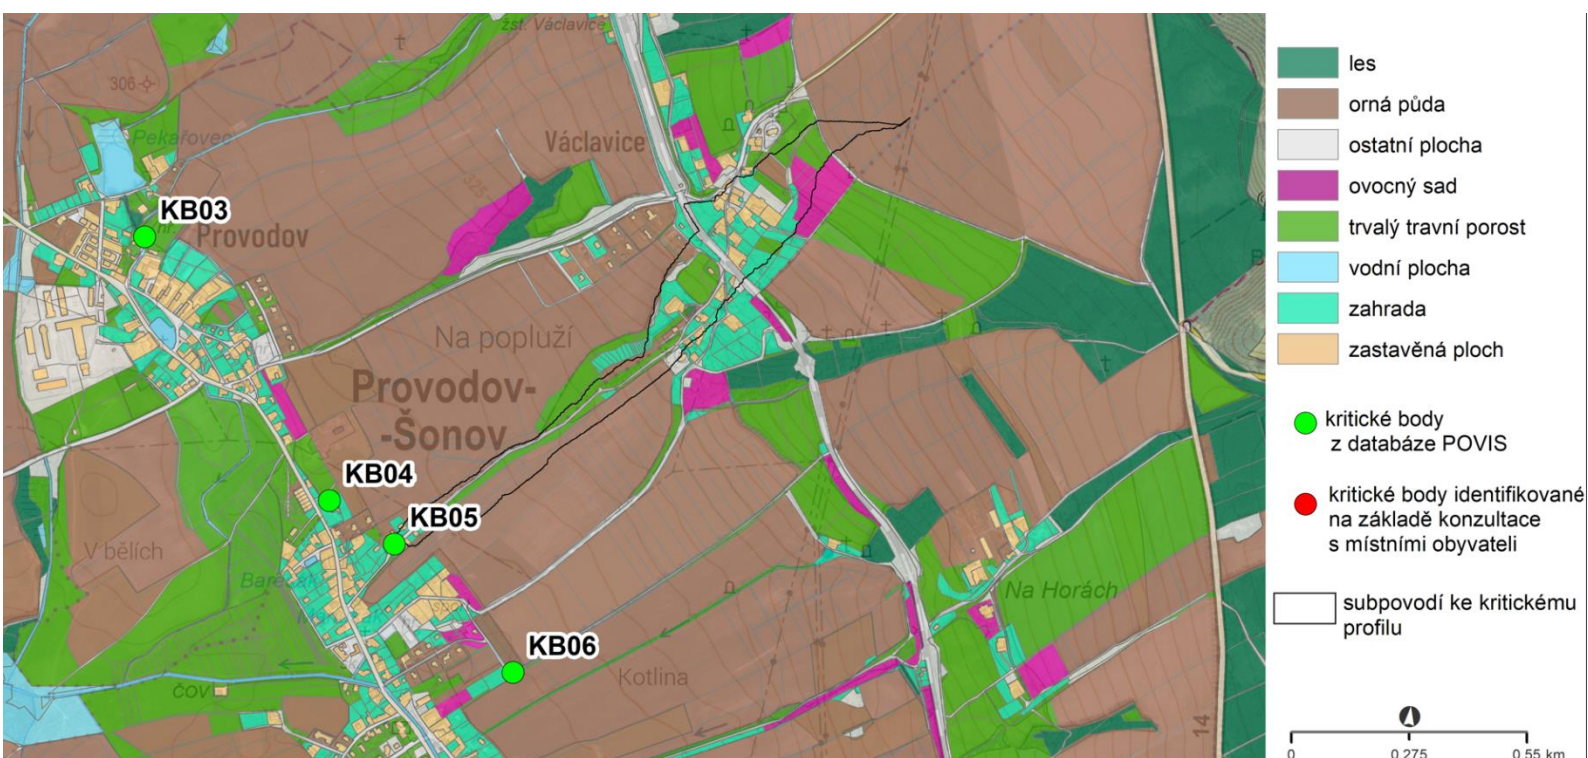 žst. Václavice
306
Pekařovec
Václavice
325
KB03
hř.
Provodov
Na popluží
Provodov-
-Šonov
KB04
KB05
V bělích
KB06
Na Horách
Kotlina
ČOV
14
les
orná půda
ostatní plocha
ovocný sad
trvalý travní porost
vodní plocha
zahrada
zastavěná ploch
kritické body
z databáze POVIS
kritické body identifikované
na základě konzultace
s místními obyvateli
subpovodí ke kritickému
profilu
0 0.275 0.55 km